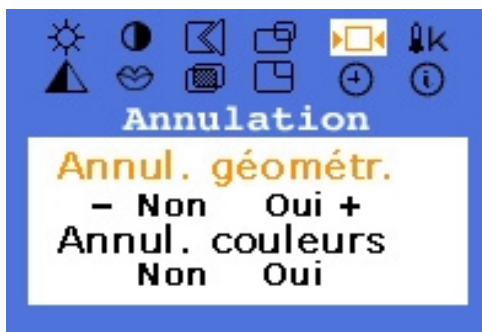 K
Annulation
Annul. géométr.
– Non Oui +
Annul. couleurs
Non Oui